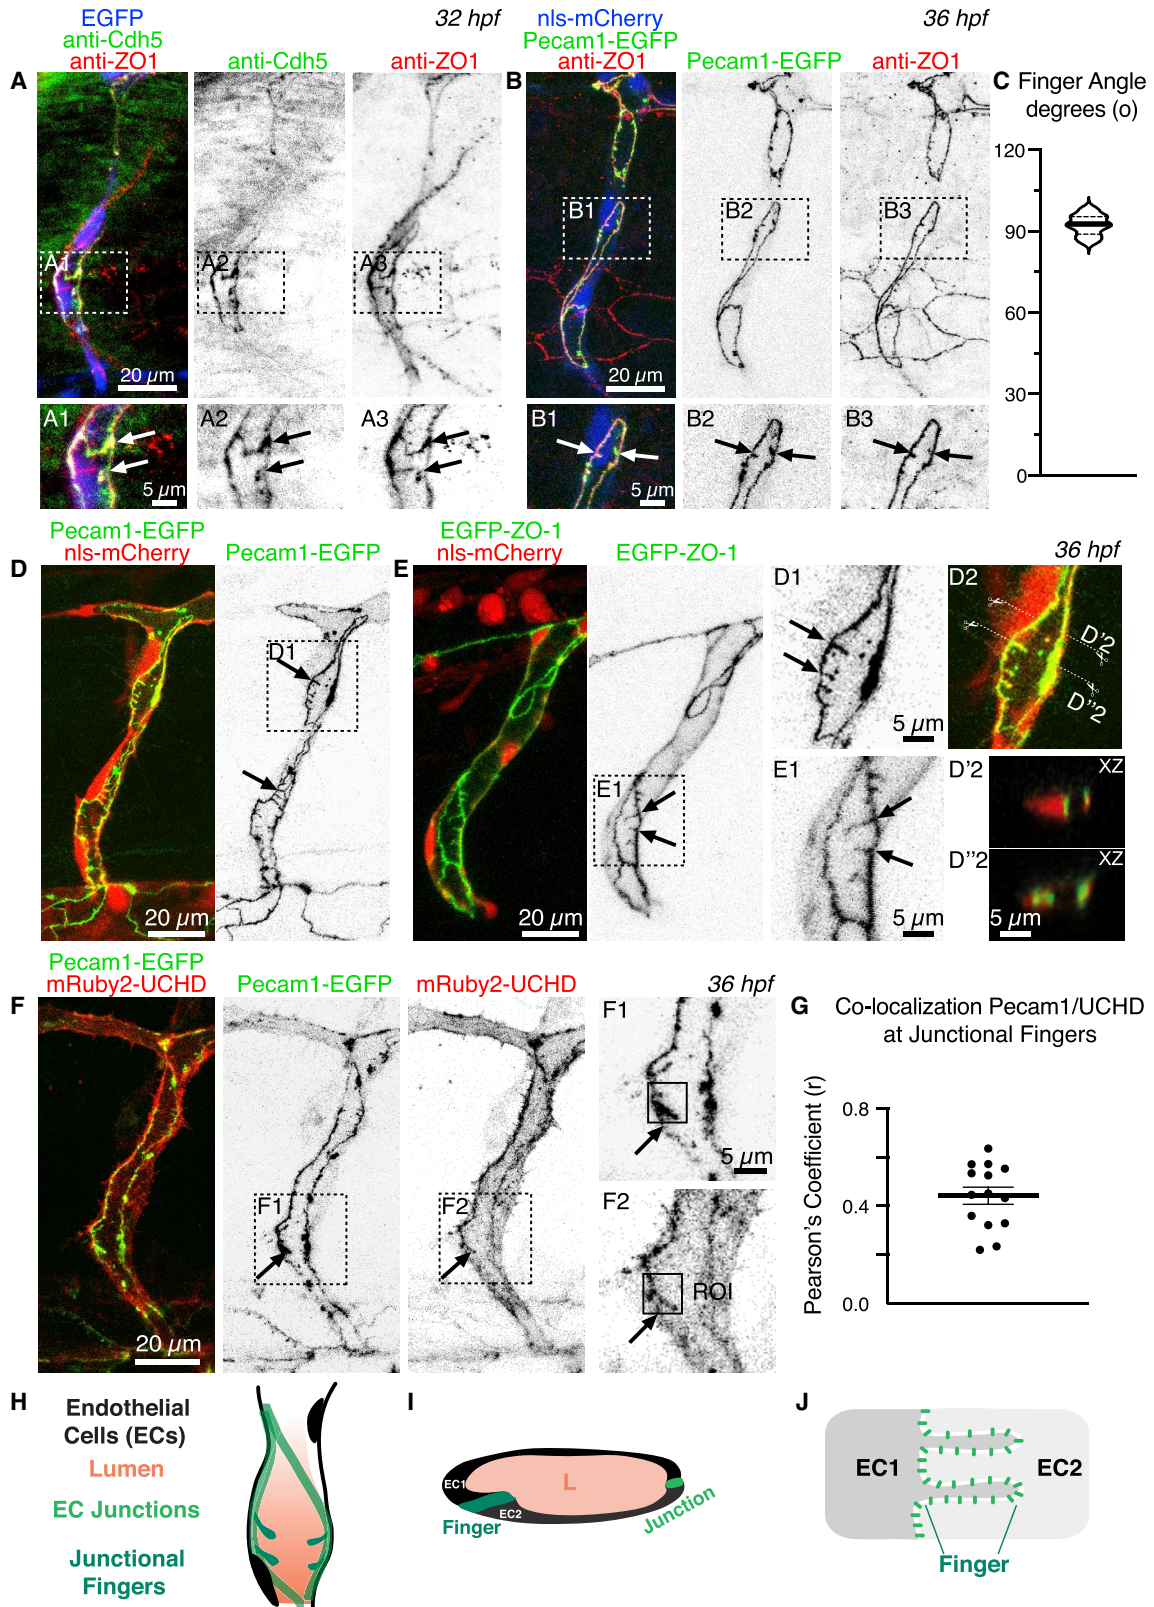 EGFP
anti-Cdh5
anti-ZO1
anti-Cdh5
32 hpf
anti-ZO1
nls-mCherry
Pecam1-EGFP
anti-ZO1
Pecam1-EGFP
36 hpf
anti-ZO1
A
A1
20 µm
A2
A3
B
B1
20 µm
B2
B3
C Finger Angle
degrees (o)
120
90
60
30
0
A1
5 µm
A2
A3
B1
5 µm
B2
B3
Pecam1-EGFP
nls-mCherry
Pecam1-EGFP
EGFP-ZO-1
nls-mCherry
EGFP-ZO-1
36 hpf
D
20 µm
D1
E
20 µm
E1
D1
5 µm
D2
D'2
D''2
E1
5 µm
D'2
XZ
D''2
XZ
5 µm
Pecam1-EGFP
mRuby2-UCHD
Pecam1-EGFP
mRuby2-UCHD
36 hpf
F
20 µm
F1
F2
F1
5 µm
F2
ROI
G Co-localization Pecam1/UCHD
at Junctional Fingers
Pearson's Coefficient (r)
0.8
0.4
0.0
H
Endothelial
Cells (ECs)
Lumen
EC Junctions
Junctional
Fingers
I
EC1
L
EC2
Finger
Junction
J
EC1
EC2
Finger